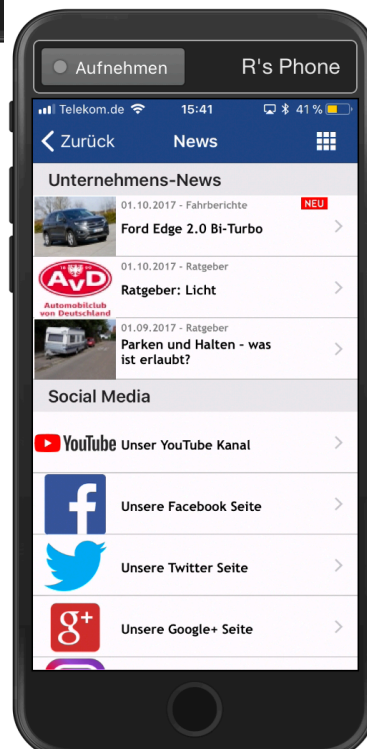 Aufnehmen
R's Phone
Telekom.de
15:41
41 %
Zurück
News
Unternehmens-News
01.10.2017 - Fahrberichte
NEU
Ford Edge 2.0 Bi-Turbo
01.10.2017 - Ratgeber
AvD
Ratgeber: Licht
Automobilclub
von Deutschland
01.09.2017 - Ratgeber
Parken und Halten - was
ist erlaubt?
Social Media
YouTube
Unser YouTube Kanal
f
Unsere Facebook Seite
Unsere Twitter Seite
g+
Unsere Google+ Seite